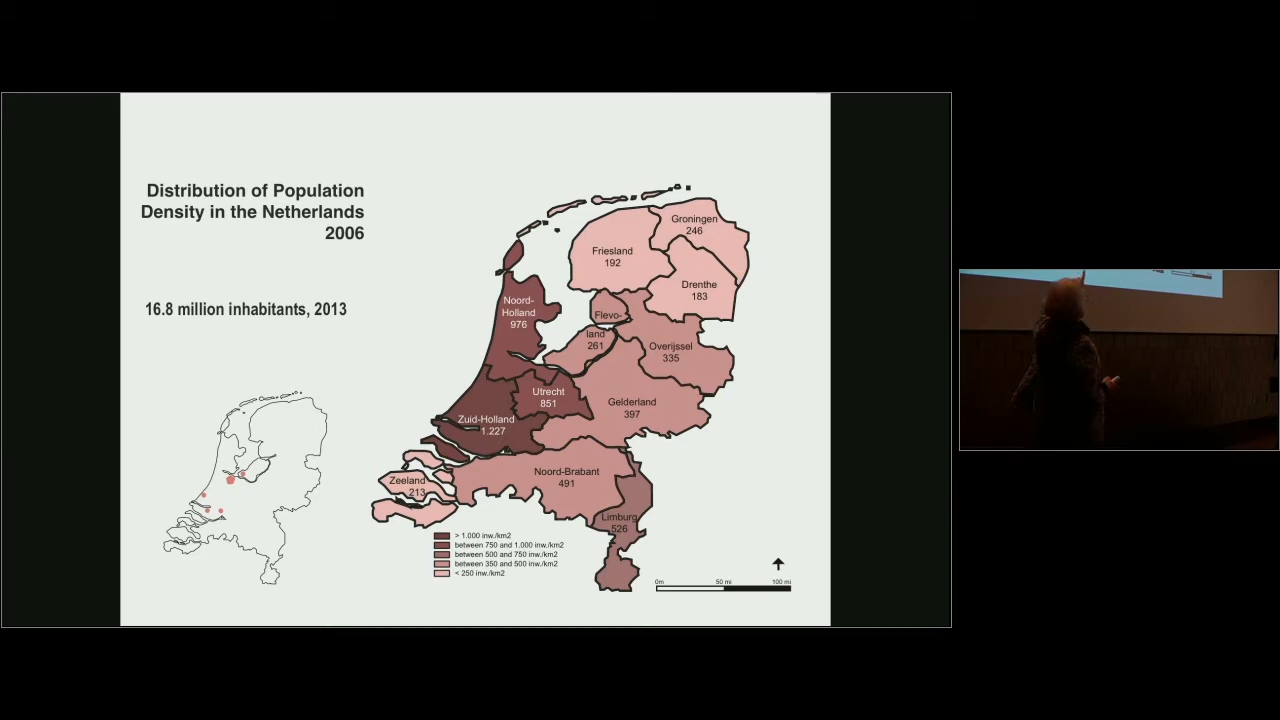 Distribution of Population
Density in the Netherlands
2006
16.8 million inhabitants, 2013
Groningen
246
Friesland
192
Drenthe
183
Noord-
Holland
976
Flevo-
land
261
Overijssel
335
Utrecht
851
Gelderland
397
Zuid-Holland
1.227
Noord-Brabant
491
Zeeland
213
Limburg
526
> 1.000 inw./km2
between 750 and 1.000 inw./km2
between 500 and 750 inw./km2
between 350 and 500 inw./km2
< 250 inw./km2
0m 50 mi 100 mi